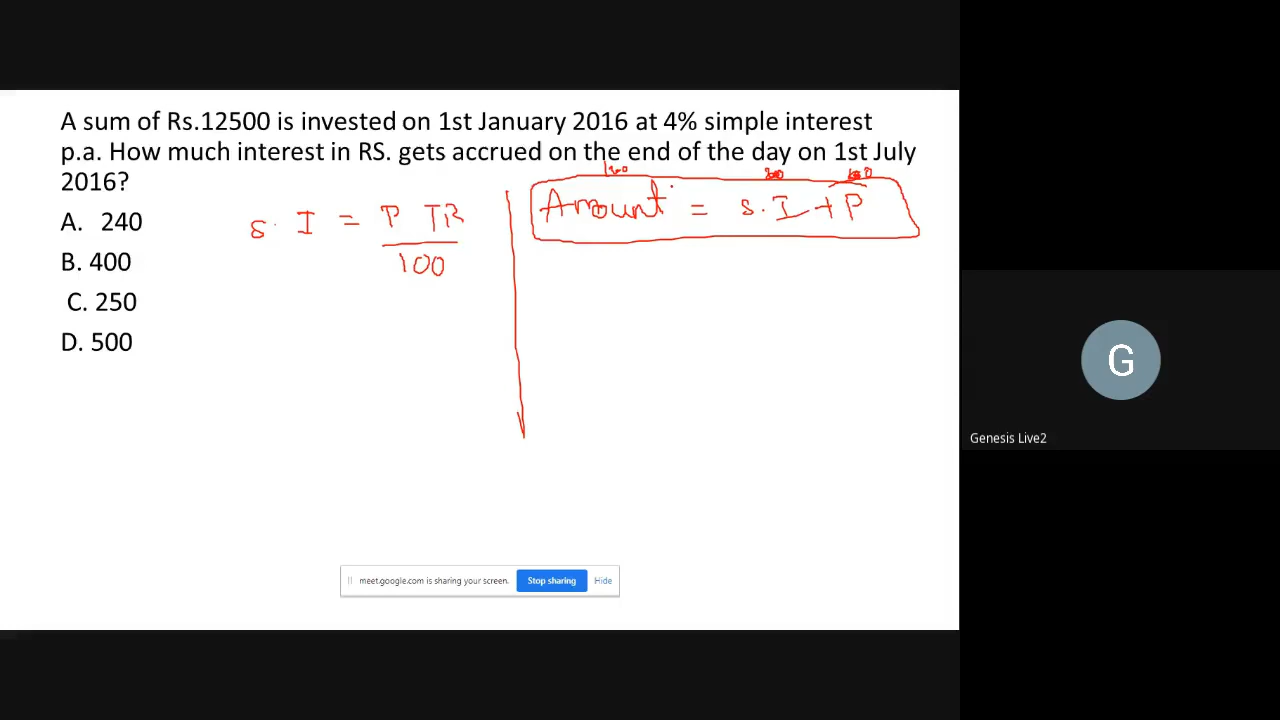 A sum of Rs.12500 is invested on 1st January 2016 at 4% simple interest
p.a. How much interest in RS. gets accrued on the end of the day on 1st July
2016?
A. 240
B. 400
C. 250
D. 500
S. I = P TR
100
Amount = S. I + P
G
Genesis Live2
meet.google.com is sharing your screen.
Stop sharing
Hide